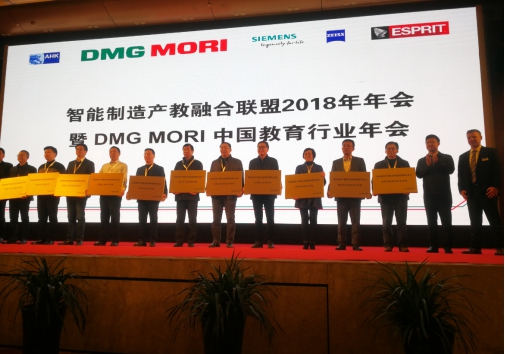 AHK
DMG MORI
SIEMENS
Ingenuity for life
ZEISS
ESPRIT
智能制造产教融合联盟2018年年会
暨 DMG MORI 中国教育行业年会